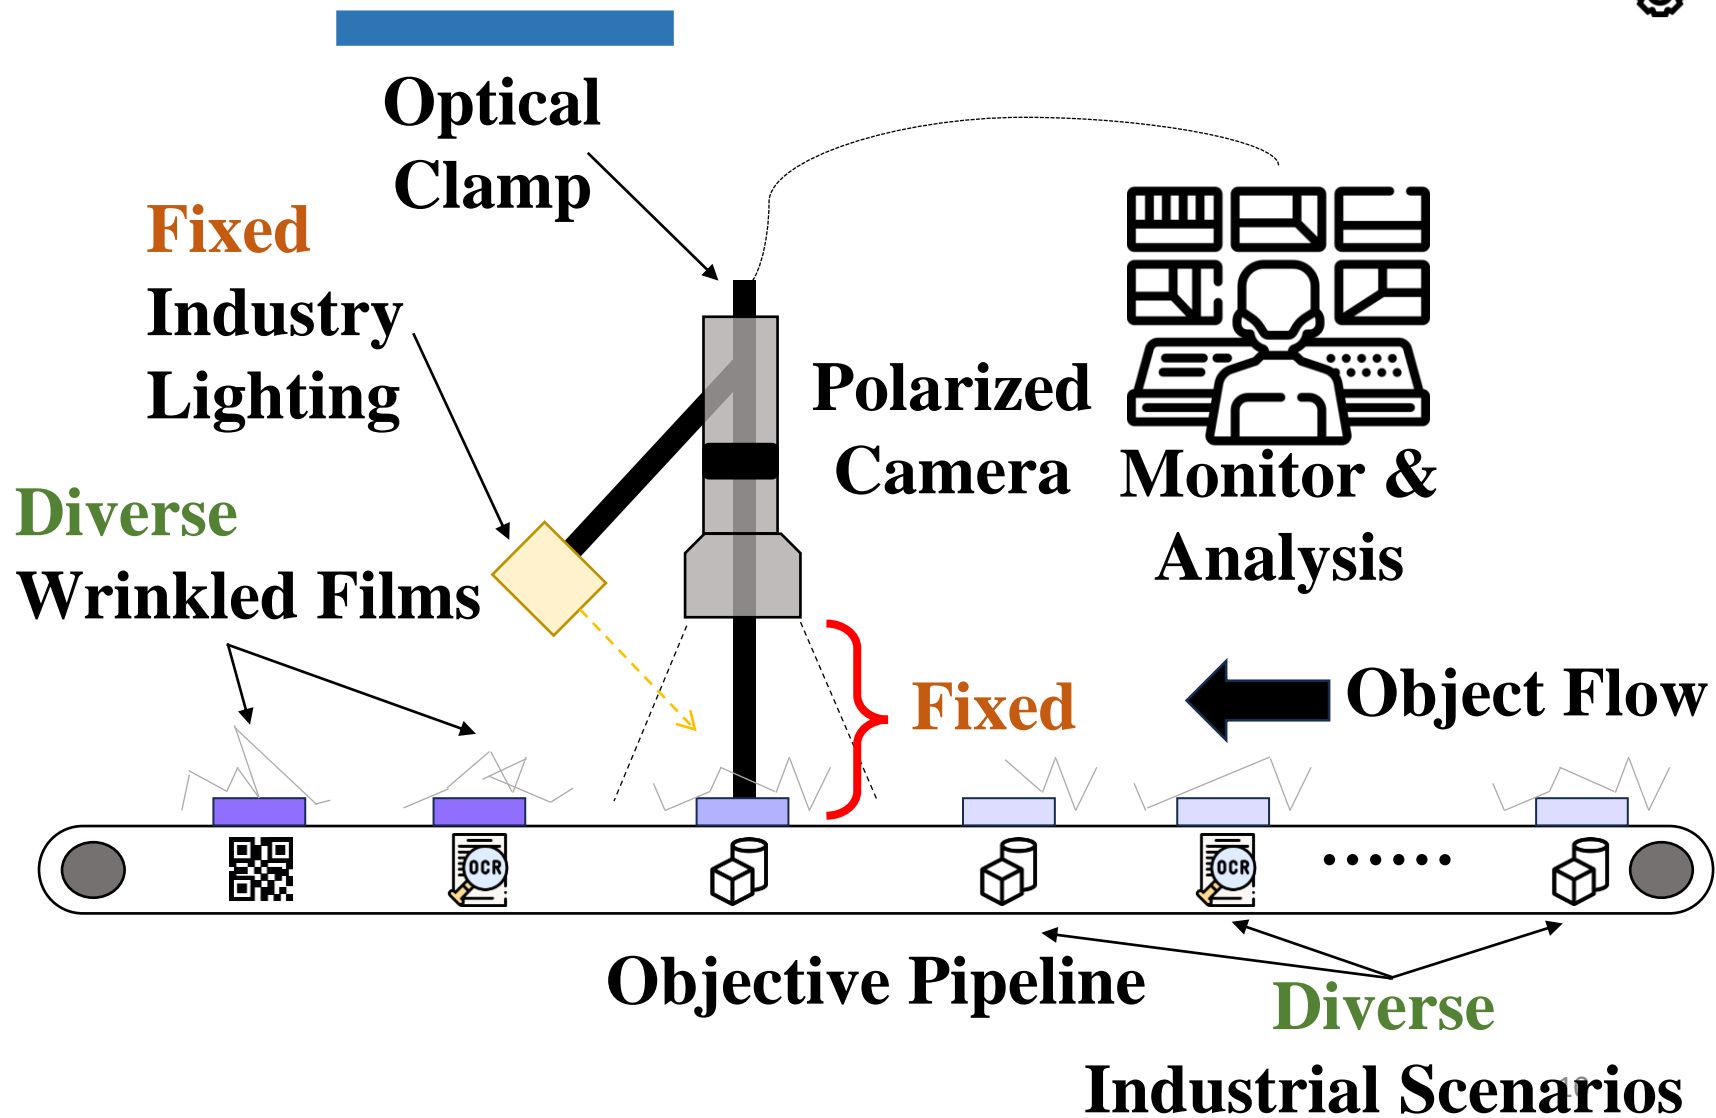 Optical
Clamp
Fixed
Industry
Lighting
Polarized
Camera
Monitor &
Analysis
Diverse
Wrinkled Films
Fixed
Object Flow
OCR
OCR
Objective Pipeline
Diverse
Industrial Scenarios